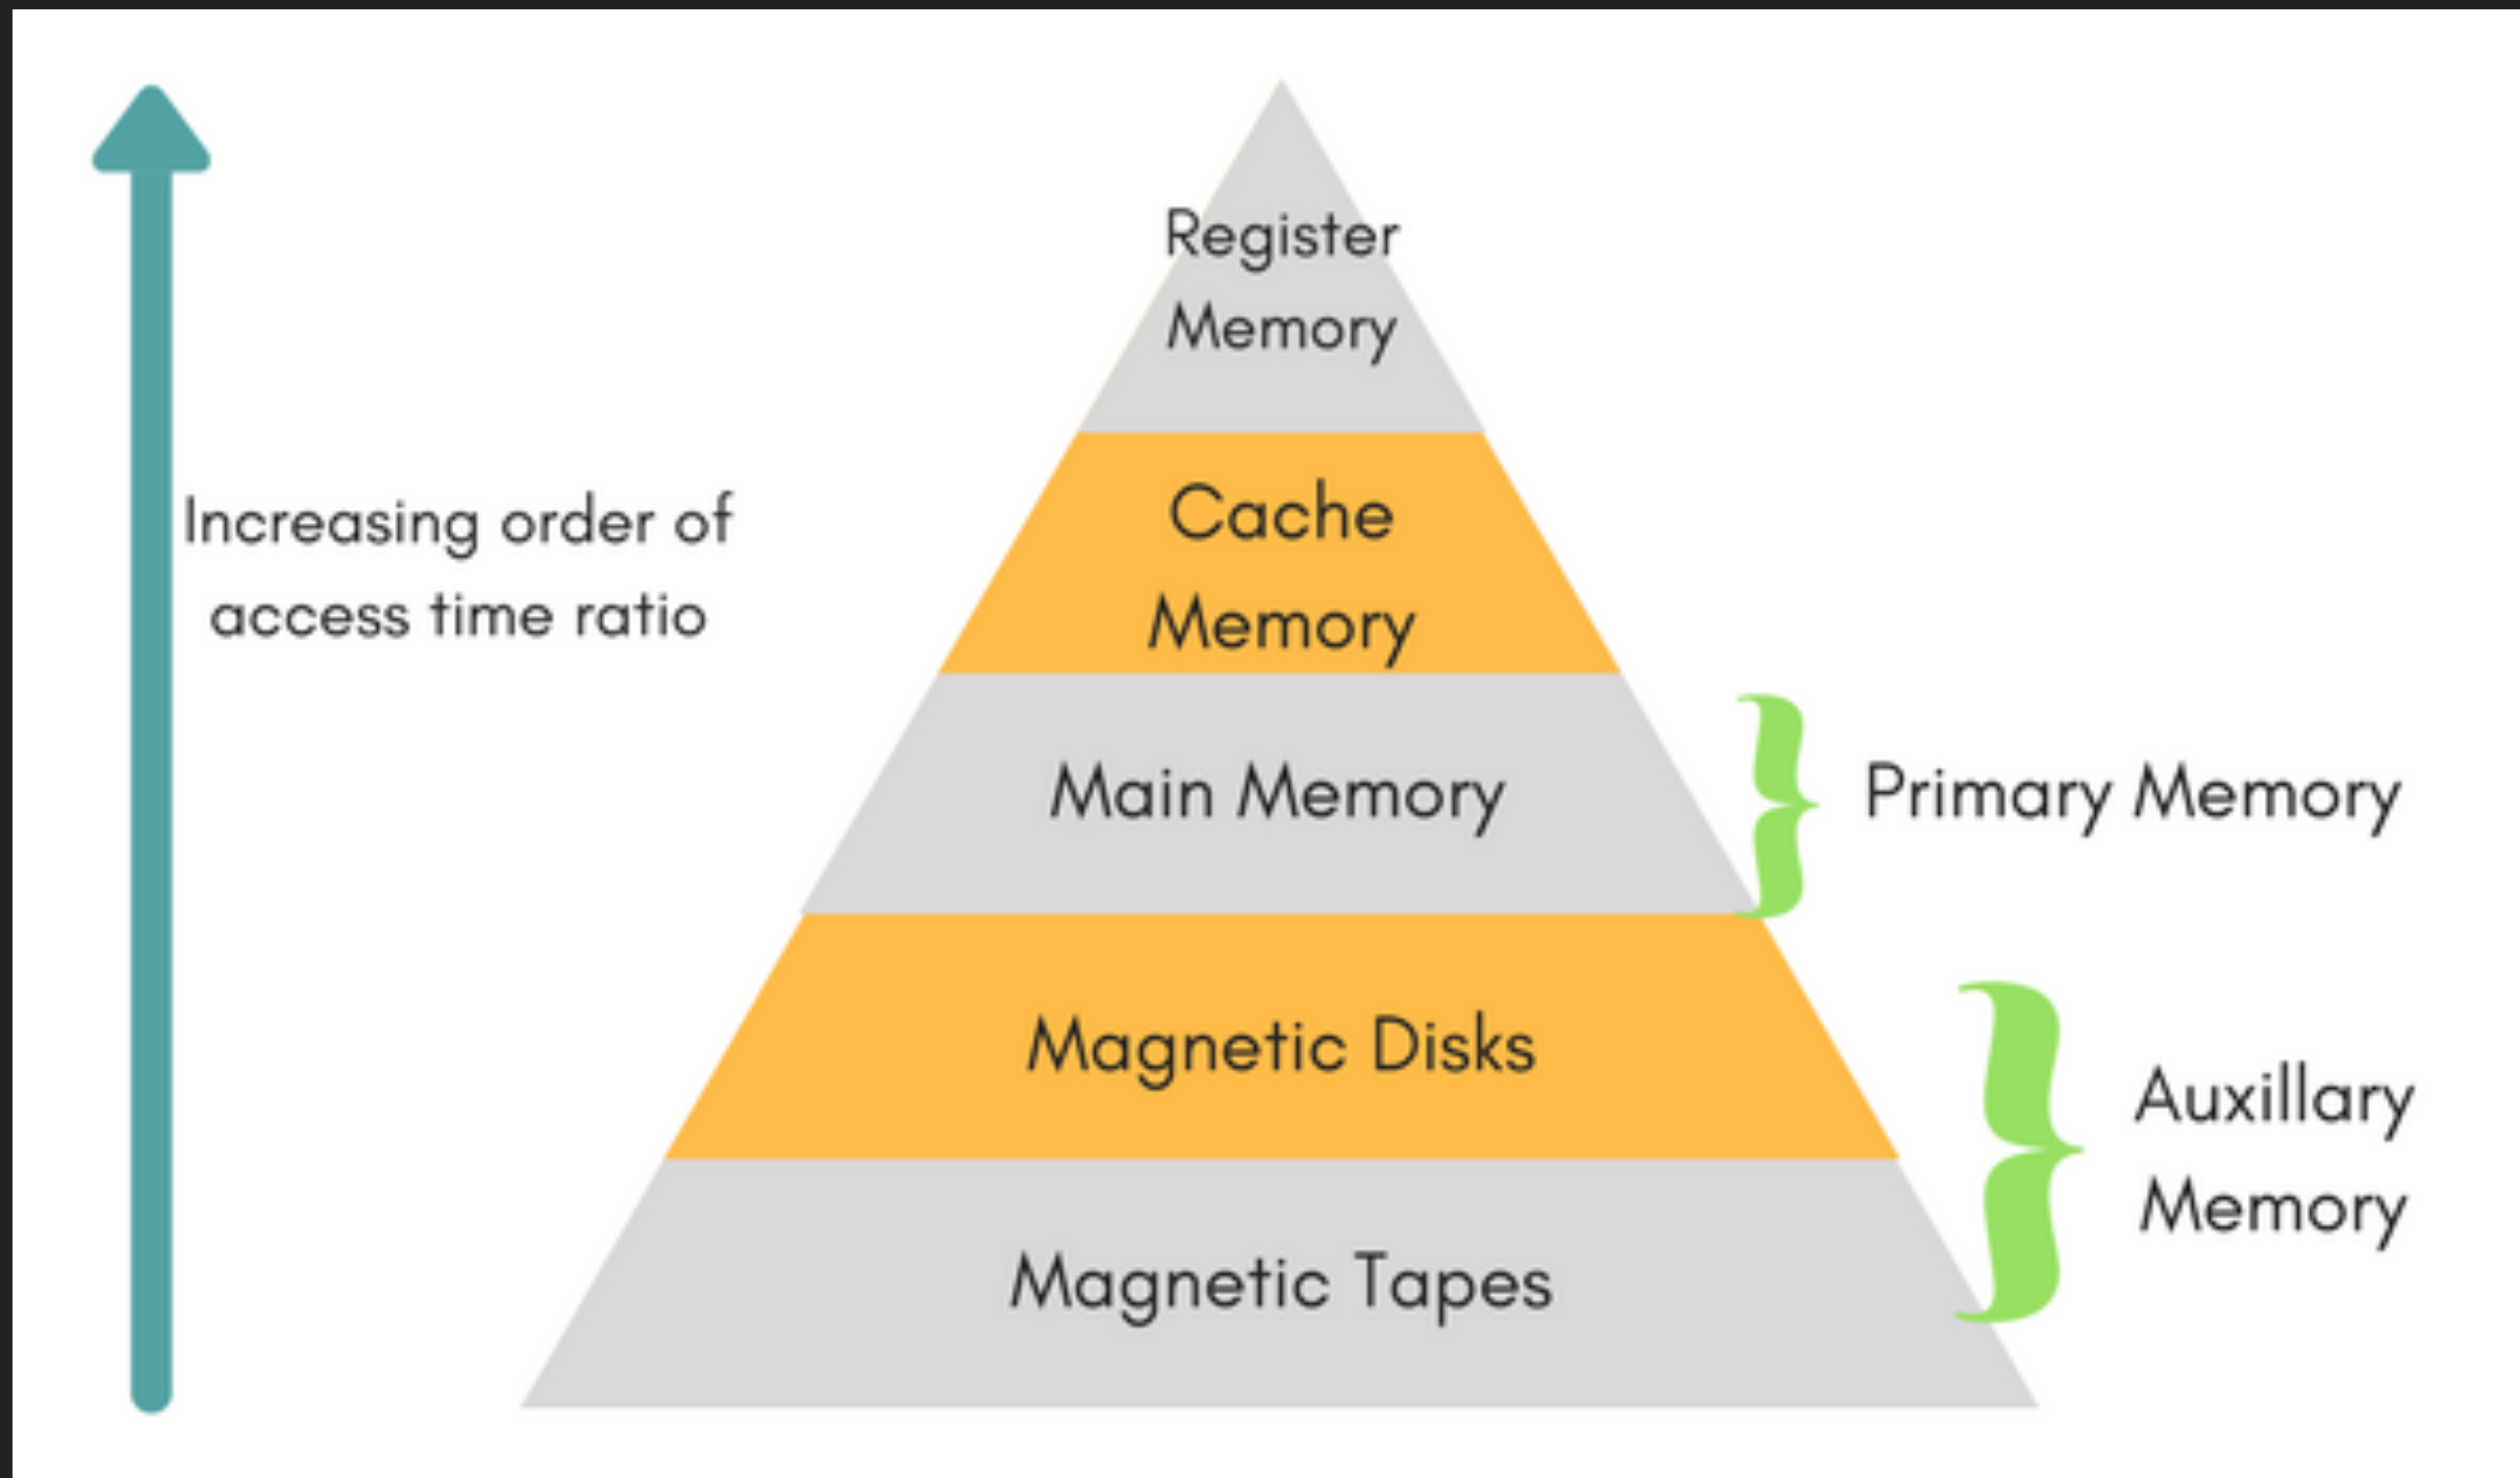 Register
Memory
Increasing order of
access time ratio
Cache
Memory
Main Memory
Primary Memory
Magnetic Disks
Auxillary
Memory
Magnetic Tapes